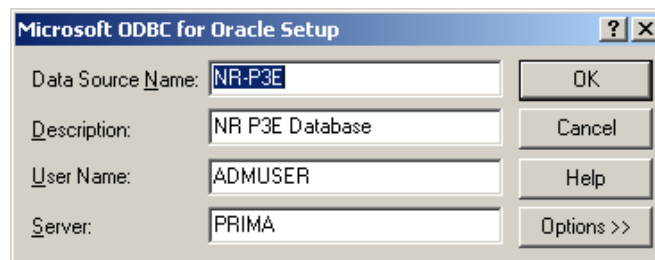 Microsoft ODBC for Oracle Setup ? X
Data Source Name: NR-P3E OK
Description: NR P3E Database Cancel
User Name: ADMUSER Help
Server: PRIMA Options >>